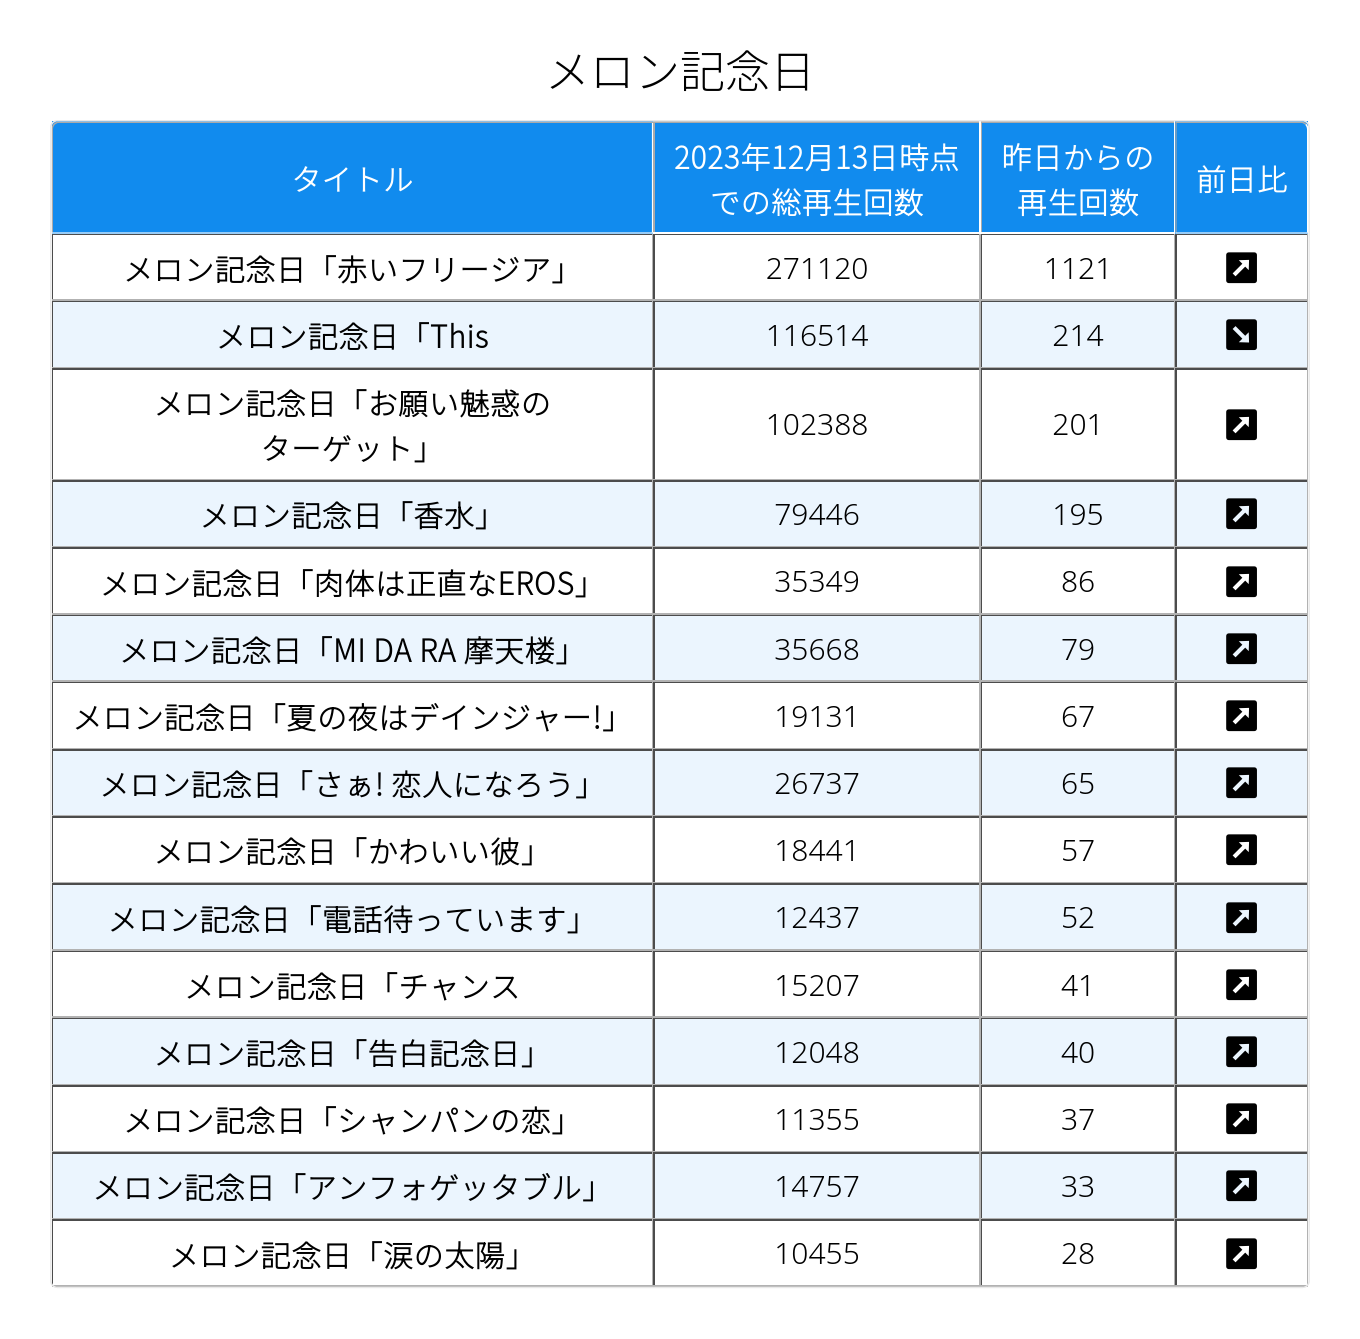 メロン記念日
タイトル
2023年12月13日時点
での総再生回数
昨日からの
再生回数
前日比
メロン記念日「赤いフリージア」 271120 1121
メロン記念日「This 116514 214
メロン記念日「お願い魅惑の
ターゲット」 102388 201
メロン記念日「香水」 79446 195
メロン記念日「肉体は正直なEROS」 35349 86
メロン記念日「MI DA RA 摩天楼」 35668 79
メロン記念日「夏の夜はデインジャー!」 19131 67
メロン記念日「さぁ! 恋人になろう」 26737 65
メロン記念日「かわいい彼」 18441 57
メロン記念日「電話待っています」 12437 52
メロン記念日「チャンス 15207 41
メロン記念日「告白記念日」 12048 40
メロン記念日「シャンパンの恋」 11355 37
メロン記念日「アンフォゲッタブル」 14757 33
メロン記念日「涙の太陽」 10455 28